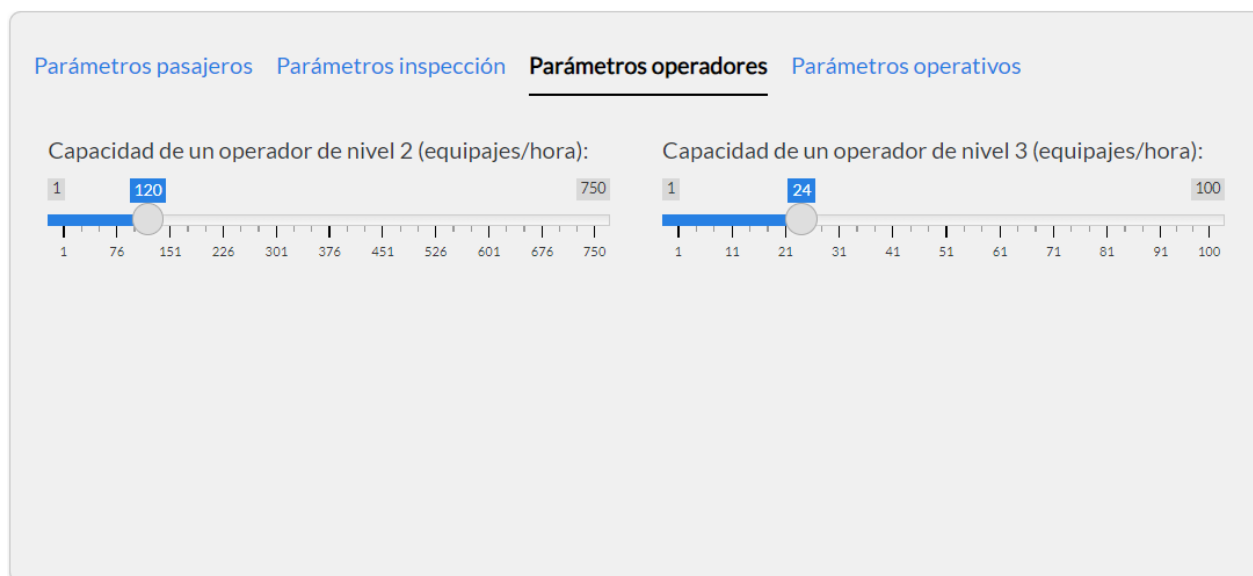 Parámetros pasajeros Parámetros inspección Parámetros operadores Parámetros operativos
Capacidad de un operador de nivel 2 (equipajes/hora):
1 120 750
1 76 151 226 301 376 451 526 601 676 750
Capacidad de un operador de nivel 3 (equipajes/hora):
1 24 100
1 11 21 31 41 51 61 71 81 91 100